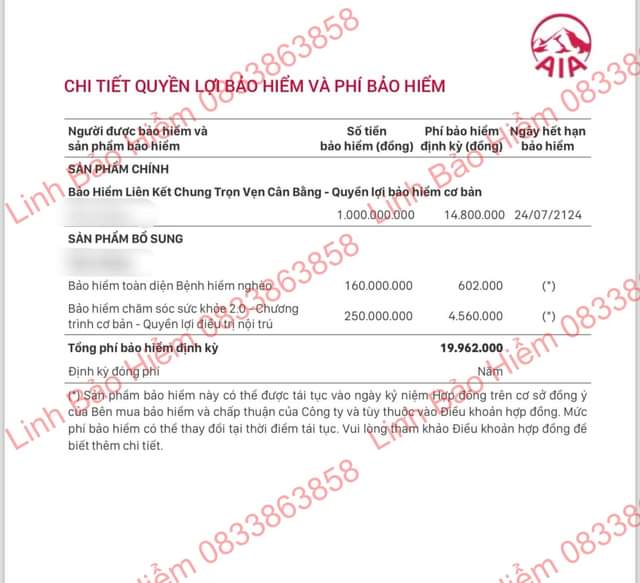 AIA
CHI TIẾT QUYỀN LỢI BẢO HIỂM VÀ PHÍ BẢO HIỂM
Người được bảo hiểm và sản phẩm bảo hiểm
Số tiền bảo hiểm (đồng)
Phí bảo hiểm định kỳ (đồng)
Ngày hết hạn bảo hiểm
SẢN PHẨM CHÍNH
Bảo Hiểm Liên Kết Chung Trọn Vẹn Cân Bằng - Quyền lợi bảo hiểm cơ bản
1.000.000.000 14.800.000 24/07/2124
SẢN PHẨM BỔ SUNG
Bảo hiểm toàn diện Bệnh hiểm nghèo 160.000.000 602.000 (*)
Bảo hiểm chăm sóc sức khỏe 2.0 - Chương
trình cơ bản - Quyền lợi điều trị nội trú 250.000.000 4.560.000 (*)
Tổng phí bảo hiểm định kỳ 19.962.000
Định kỳ đóng phí Năm
(*) Sản phẩm bảo hiểm này có thể được tái tục vào ngày kỷ niệm Hợp đồng trên cơ sở đồng ý
của Bên mua bảo hiểm và chấp thuận của Công ty và tùy thuộc vào Điều khoản hợp đồng. Mức
phí bảo hiểm có thể thay đổi tại thời điểm tái tục. Vui lòng tham khảo Điều khoản hợp đồng để
biết thêm chi tiết.
Linh Bảo Hiểm 0833863858
Linh Bảo Hiểm 0833863858
Linh Bảo Hiểm 0833863858
Linh Bảo Hiểm 0833863858